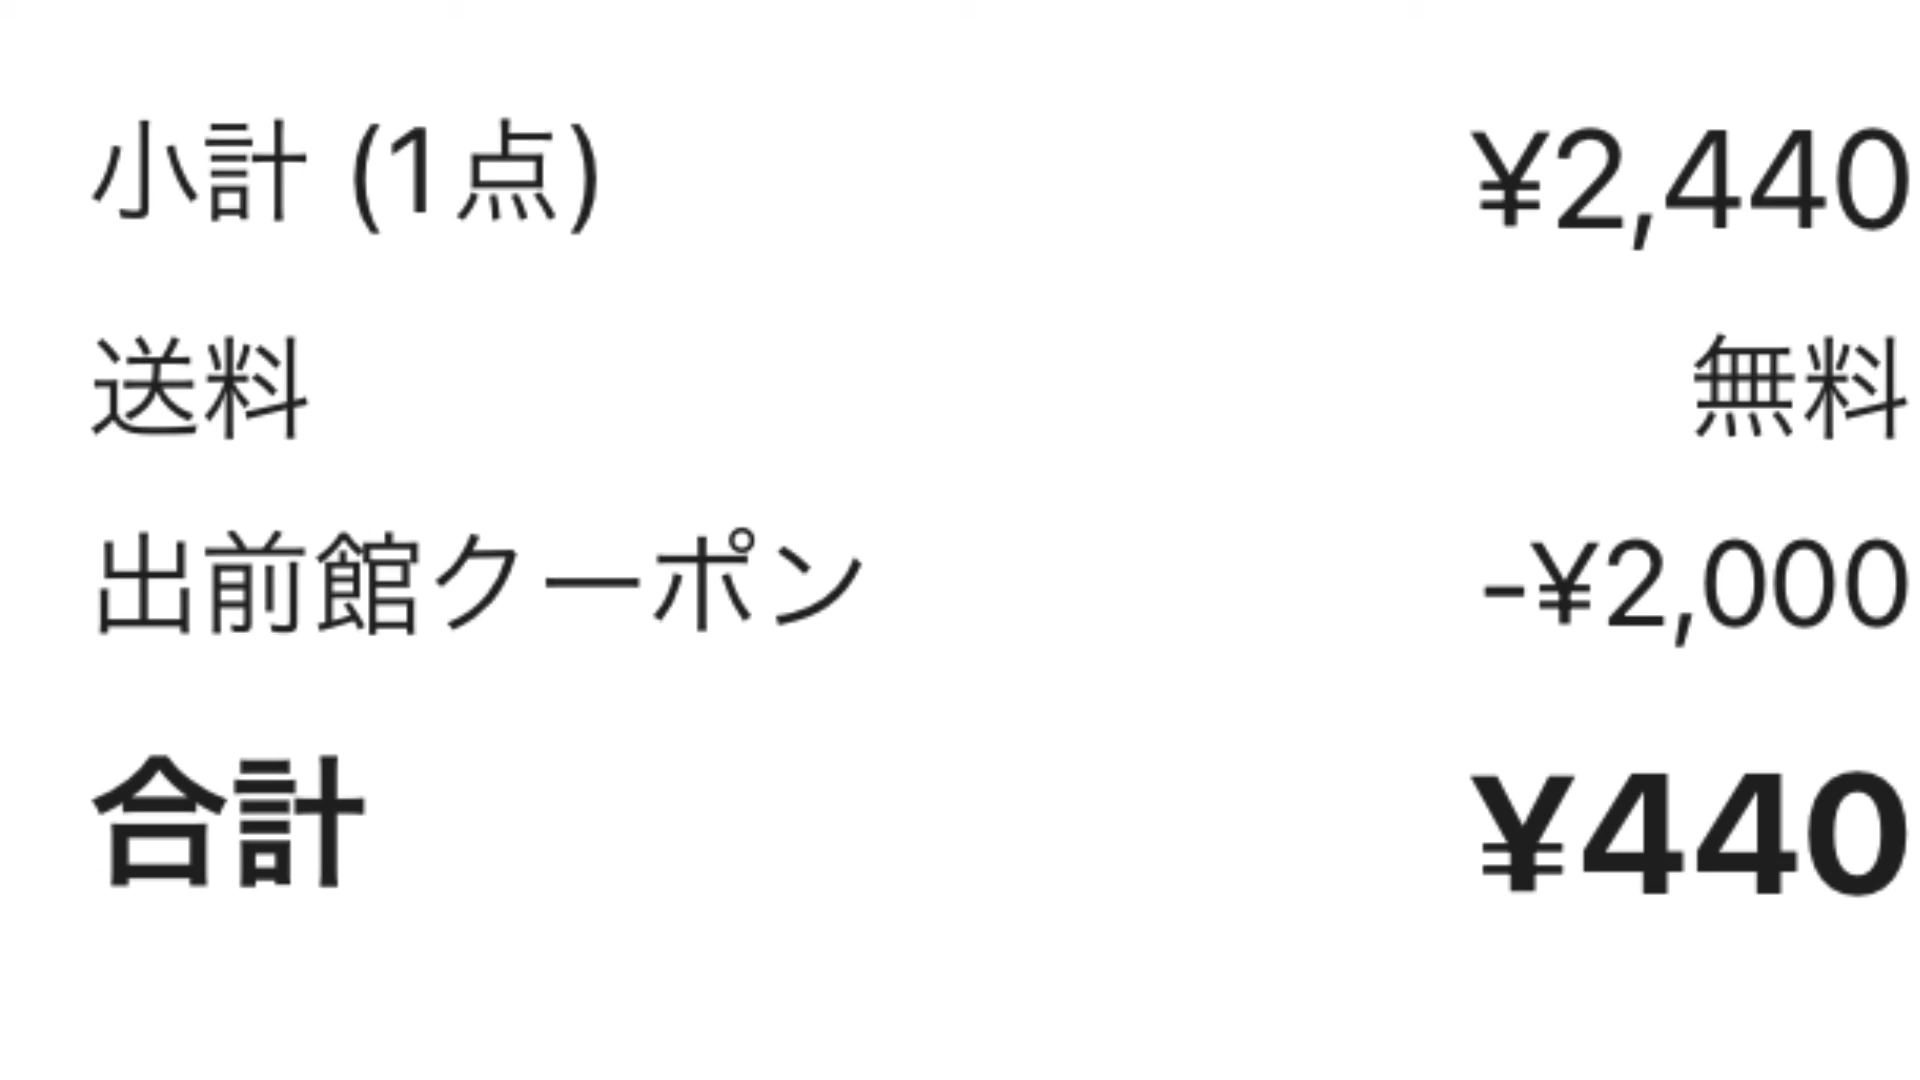 小計 (1点) ¥2,440
送料 無料
出前館クーポン -¥2,000
合計 ¥440